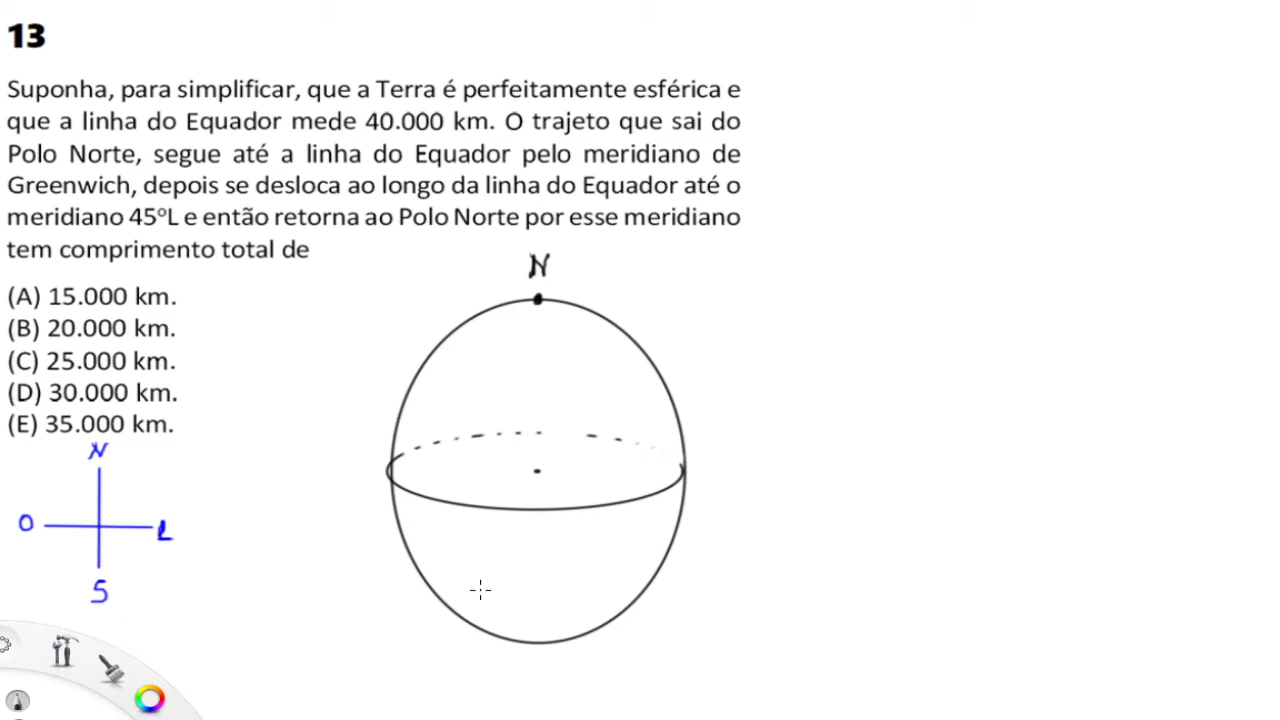 13
Suponha, para simplificar, que a Terra é perfeitamente esférica e
que a linha do Equador mede 40.000 km. O trajeto que sai do
Polo Norte, segue até a linha do Equador pelo meridiano de
Greenwich, depois se desloca ao longo da linha do Equador até o
meridiano 45ºL e então retorna ao Polo Norte por esse meridiano
tem comprimento total de
N
(A) 15.000 km.
(B) 20.000 km.
(C) 25.000 km.
(D) 30.000 km.
(E) 35.000 km.
N
O L
S